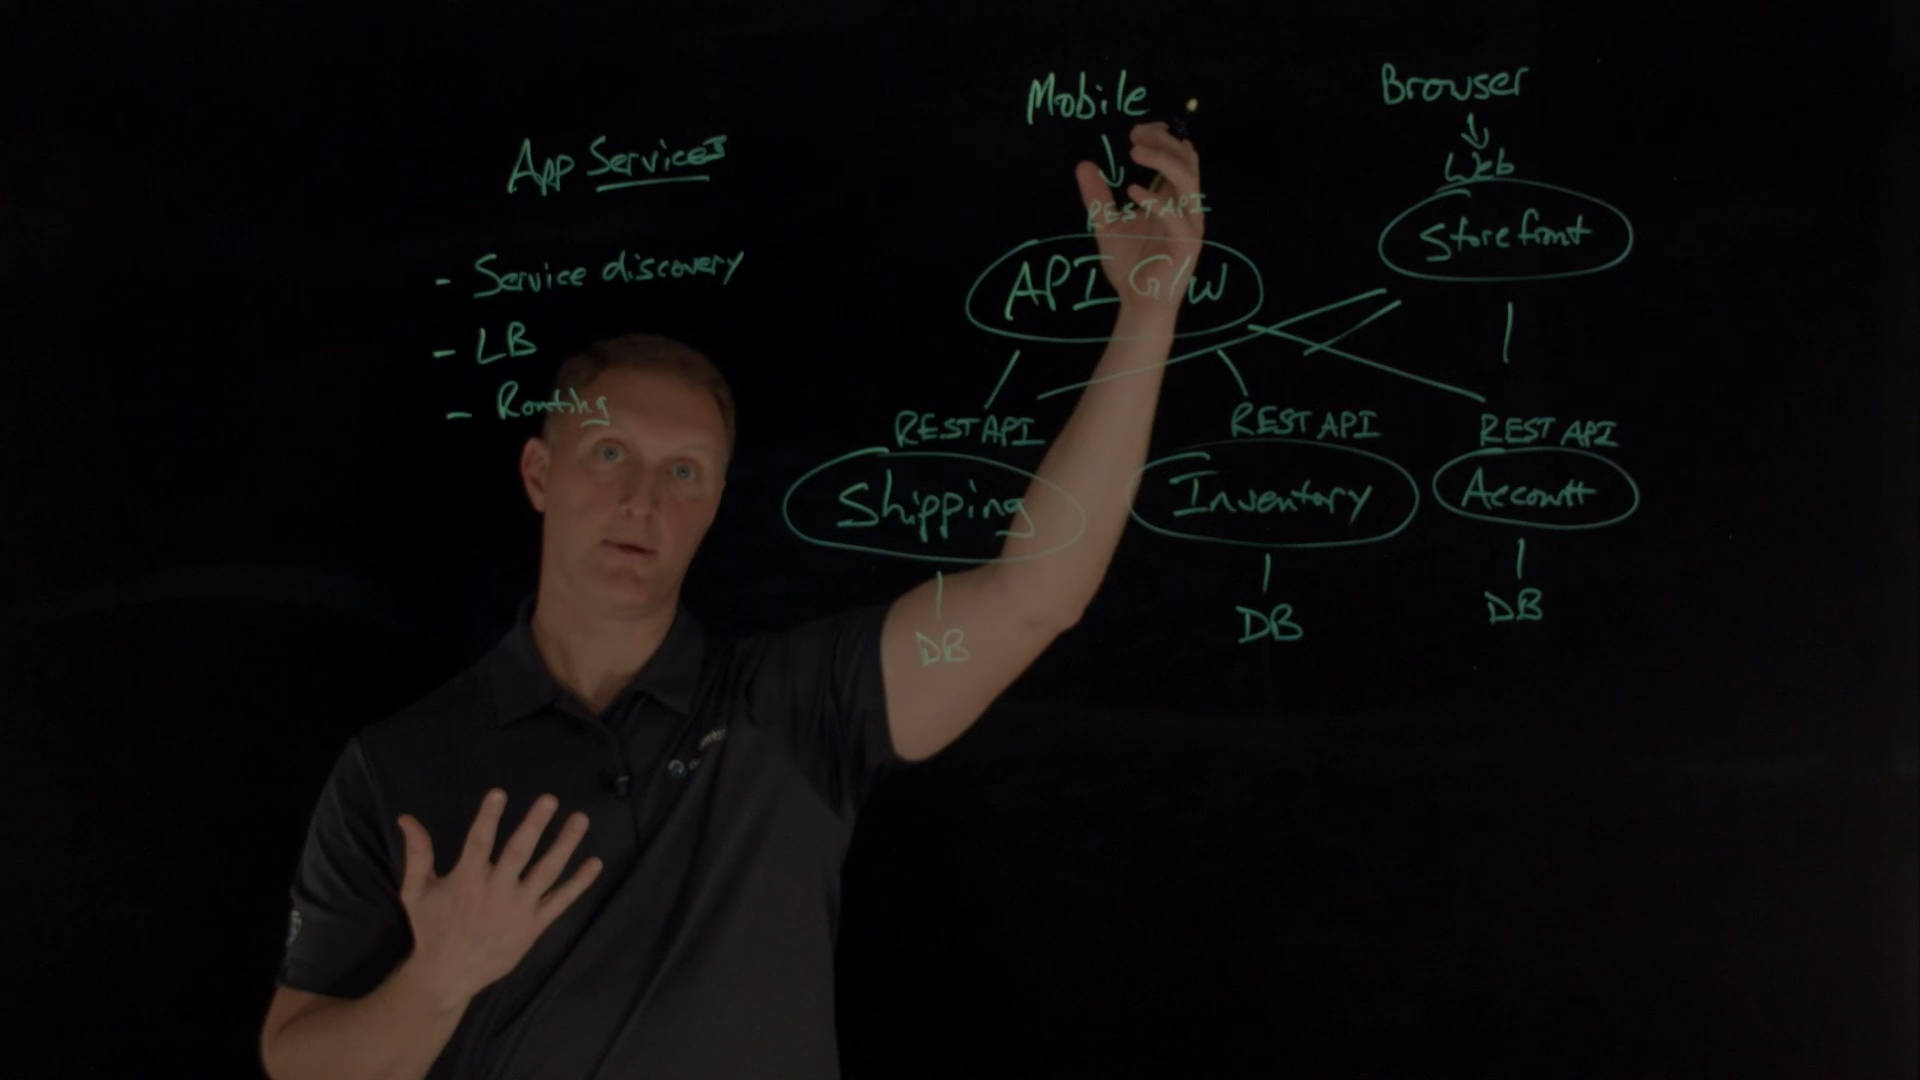 App Services
- Service discovery
- LB
- Routing
Mobile
Browser
Web
REST API
Storefront
API G/W
REST API
REST API
REST API
Shipping
Inventory
Account
DB
DB
DB